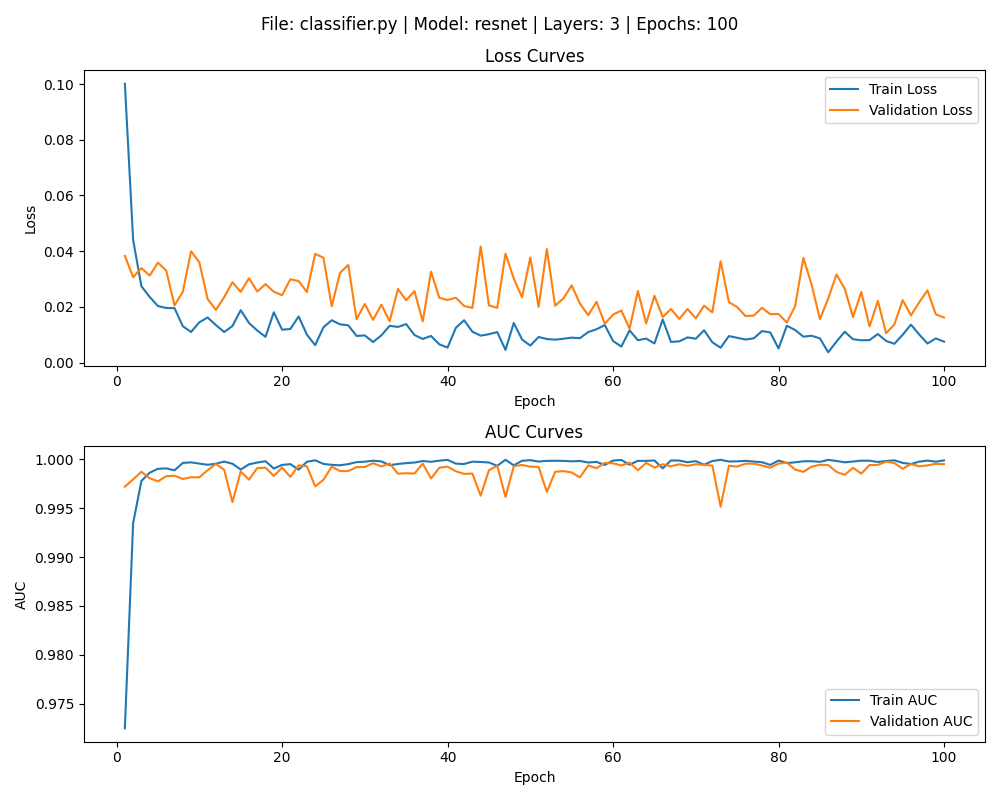 File: classifier.py | Model: resnet | Layers: 3 | Epochs: 100
Loss Curves
Train Loss
Validation Loss
0.10
0.08
0.06
0.04
0.02
0.00
Loss
0 20 40 60 80 100
Epoch
AUC Curves
1.000
0.995
0.990
0.985
0.980
0.975
AUC
Train AUC
Validation AUC
0 20 40 60 80 100
Epoch